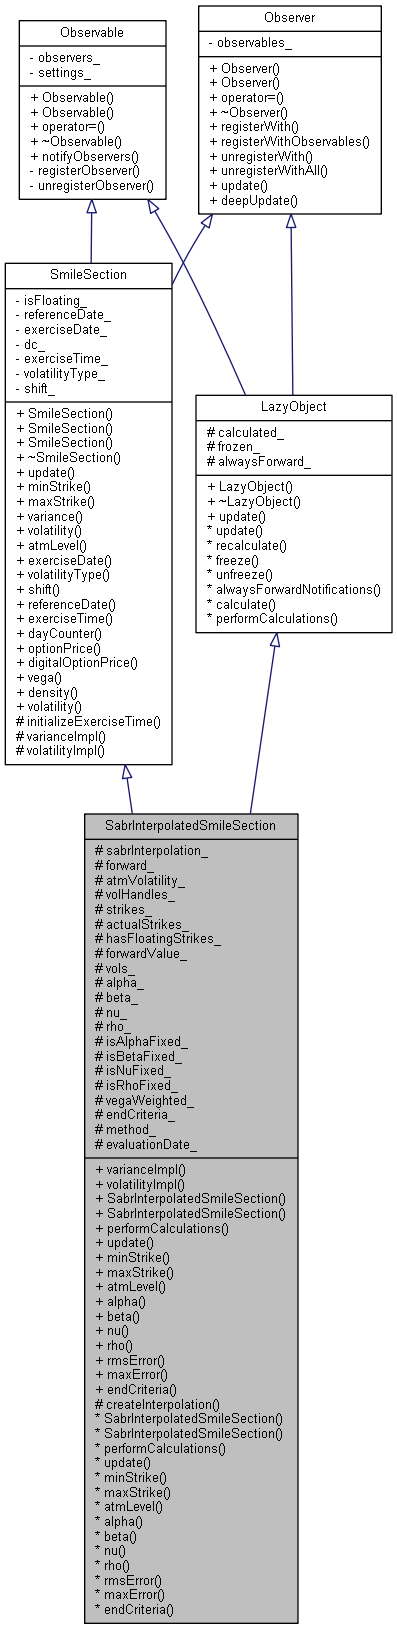 Observable
- observers_
- settings_
+ Observable()
+ Observable()
+ operator=()
+ ~Observable()
+ notifyObservers()
- registerObserver()
- unregisterObserver()
Observer
- observables_
+ Observer()
+ Observer()
+ operator=()
+ ~Observer()
+ registerWith()
+ registerWithObservables()
+ unregisterWith()
+ unregisterWithAll()
+ update()
+ deepUpdate()
SmileSection
- isFloating_
- referenceDate_
- exerciseDate_
- dc_
- exerciseTime_
- volatilityType_
- shift_
+ SmileSection()
+ SmileSection()
+ SmileSection()
+ ~SmileSection()
+ update()
+ minStrike()
+ maxStrike()
+ variance()
+ volatility()
+ atmLevel()
+ exerciseDate()
+ volatilityType()
+ shift()
+ referenceDate()
+ exerciseTime()
+ dayCounter()
+ optionPrice()
+ digitalOptionPrice()
+ vega()
+ density()
+ volatility()
# initializeExerciseTime()
# varianceImpl()
# volatilityImpl()
LazyObject
# calculated_
# frozen_
# alwaysForward_
+ LazyObject()
+ ~LazyObject()
+ update()
* update()
* recalculate()
* freeze()
* unfreeze()
* alwaysForwardNotifications()
* calculate()
* performCalculations()
SabrInterpolatedSmileSection
# sabrInterpolation_
# forward_
# atmVolatility_
# volHandles_
# strikes_
# actualStrikes_
# hasFloatingStrikes_
# forwardValue_
# vols_
# alpha_
# beta_
# nu_
# rho_
# isAlphaFixed_
# isBetaFixed_
# isNuFixed_
# isRhoFixed_
# vegaWeighted_
# endCriteria_
# method_
# evaluationDate_
+ varianceImpl()
+ volatilityImpl()
+ SabrInterpolatedSmileSection()
+ SabrInterpolatedSmileSection()
+ performCalculations()
+ update()
+ minStrike()
+ maxStrike()
+ atmLevel()
+ alpha()
+ beta()
+ nu()
+ rho()
+ rmsError()
+ maxError()
+ endCriteria()
# createInterpolation()
* SabrInterpolatedSmileSection()
* SabrInterpolatedSmileSection()
* performCalculations()
* update()
* minStrike()
* maxStrike()
* atmLevel()
* alpha()
* beta()
* nu()
* rho()
* rmsError()
* maxError()
* endCriteria()